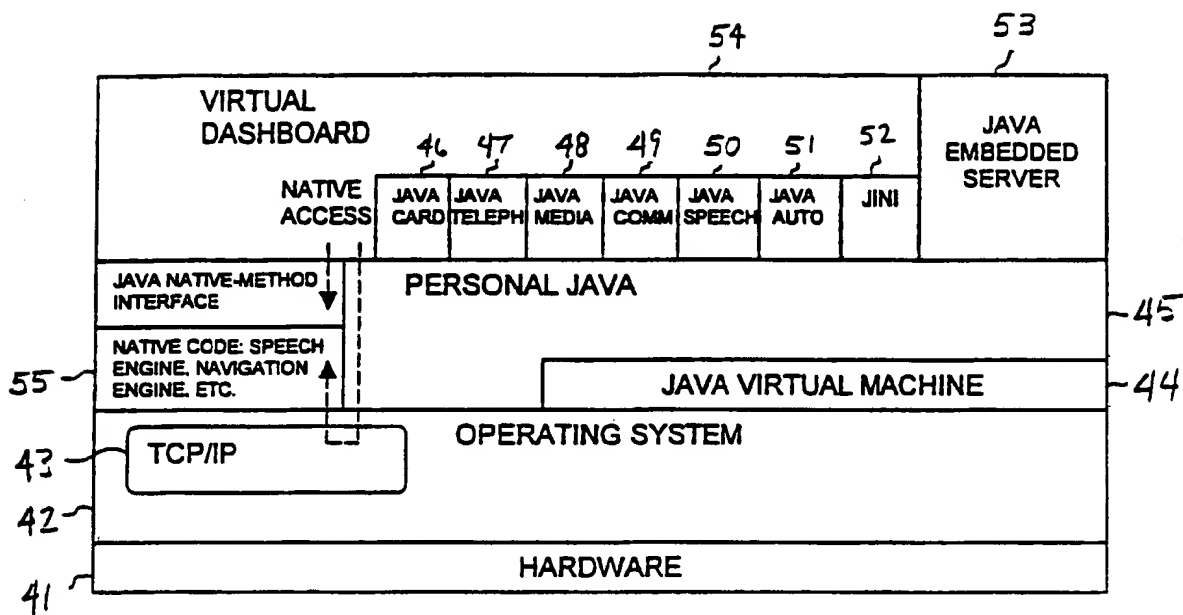 54
53
VIRTUAL
DASHBOARD
46
47
48
49
50
51
52
JAVA
EMBEDDED
SERVER
NATIVE
ACCESS
JAVA
CARD
JAVA
TELEPH
JAVA
MEDIA
JAVA
COMM
JAVA
SPEECH
JAVA
AUTO
JINI
JAVA NATIVE-METHOD
INTERFACE
PERSONAL JAVA
45
NATIVE CODE: SPEECH
ENGINE, NAVIGATION
ENGINE, ETC.
55
JAVA VIRTUAL MACHINE
44
OPERATING SYSTEM
TCP/IP
43
42
HARDWARE
41